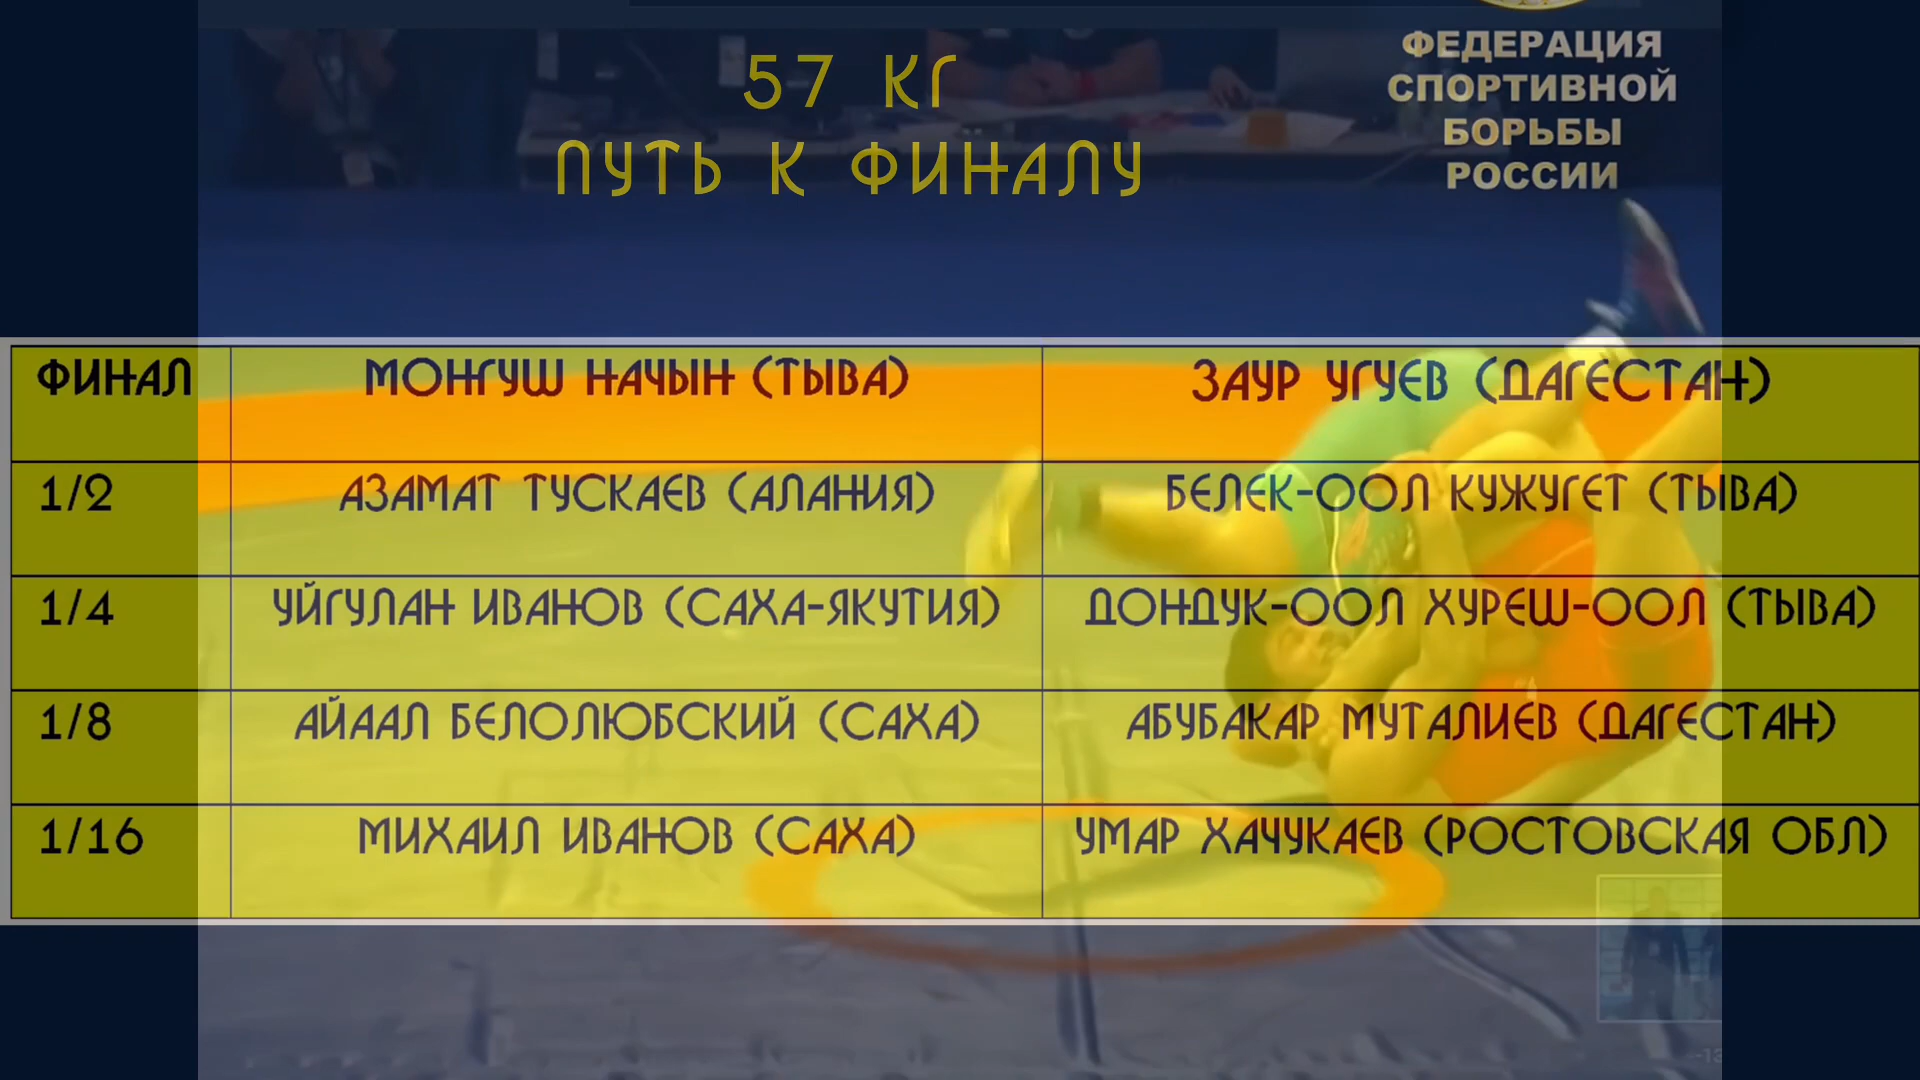 57 КГ
ПУТЬ К ФИНАЛУ
ФЕДЕРАЦИЯ
СПОРТИВНОЙ
БОРЬБЫ
РОССИИ
ФИНАЛ МОНГУШ НАЧЫН (ТЫВА) ЗАУР УГУЕВ (ДАГЕСТАН)
1/2 АЗАМАТ ТУСКАЕВ (АЛАНИЯ) БЕЛЕК-ООЛ КУЖУГЕТ (ТЫВА)
1/4 УЙГУЛАН ИВАНОВ (САХА-ЯКУТИЯ) ДОНДУК-ООЛ ХУРЕШ-ООЛ (ТЫВА)
1/8 АЙААЛ БЕЛОЛЮБСКИЙ (САХА) АБУБАКАР МУТАЛИЕВ (ДАГЕСТАН)
1/16 МИХАИЛ ИВАНОВ (САХА) УМАР ХАЧУКАЕВ (РОСТОВСКАЯ ОБЛ)